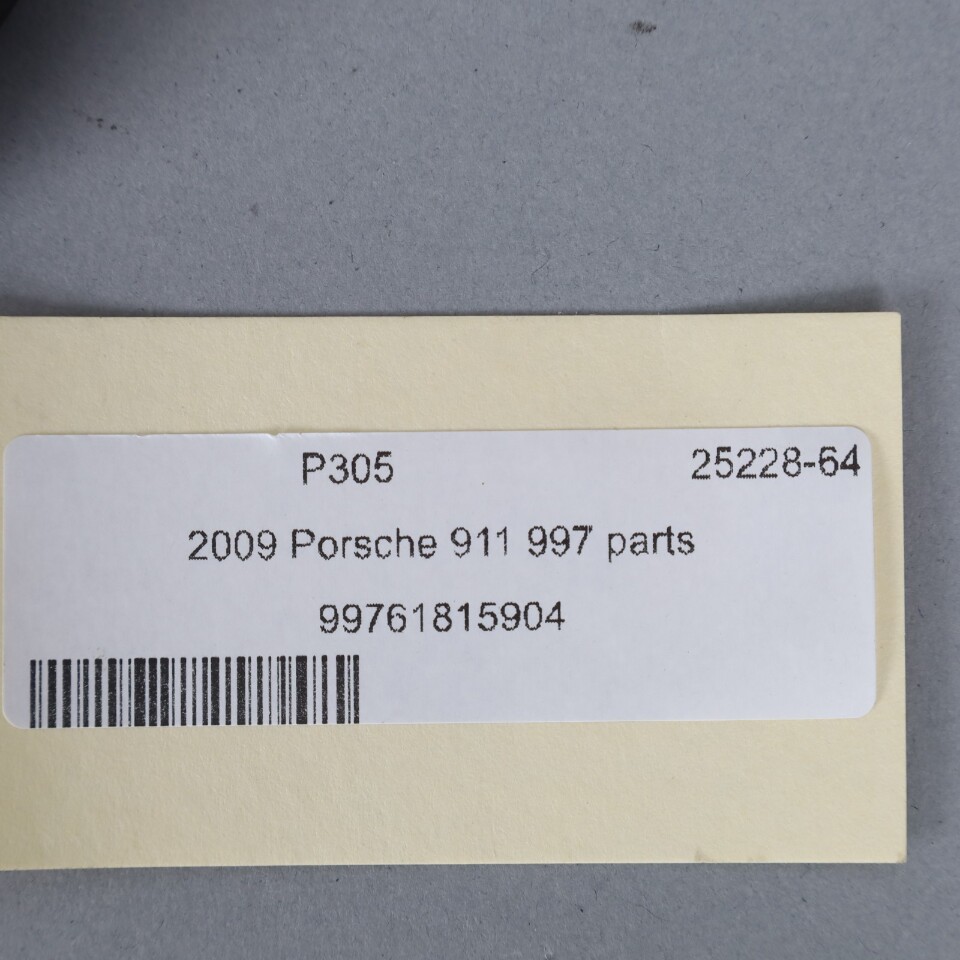 P305 25228-64
2009 Porsche 911 997 parts
99761815904